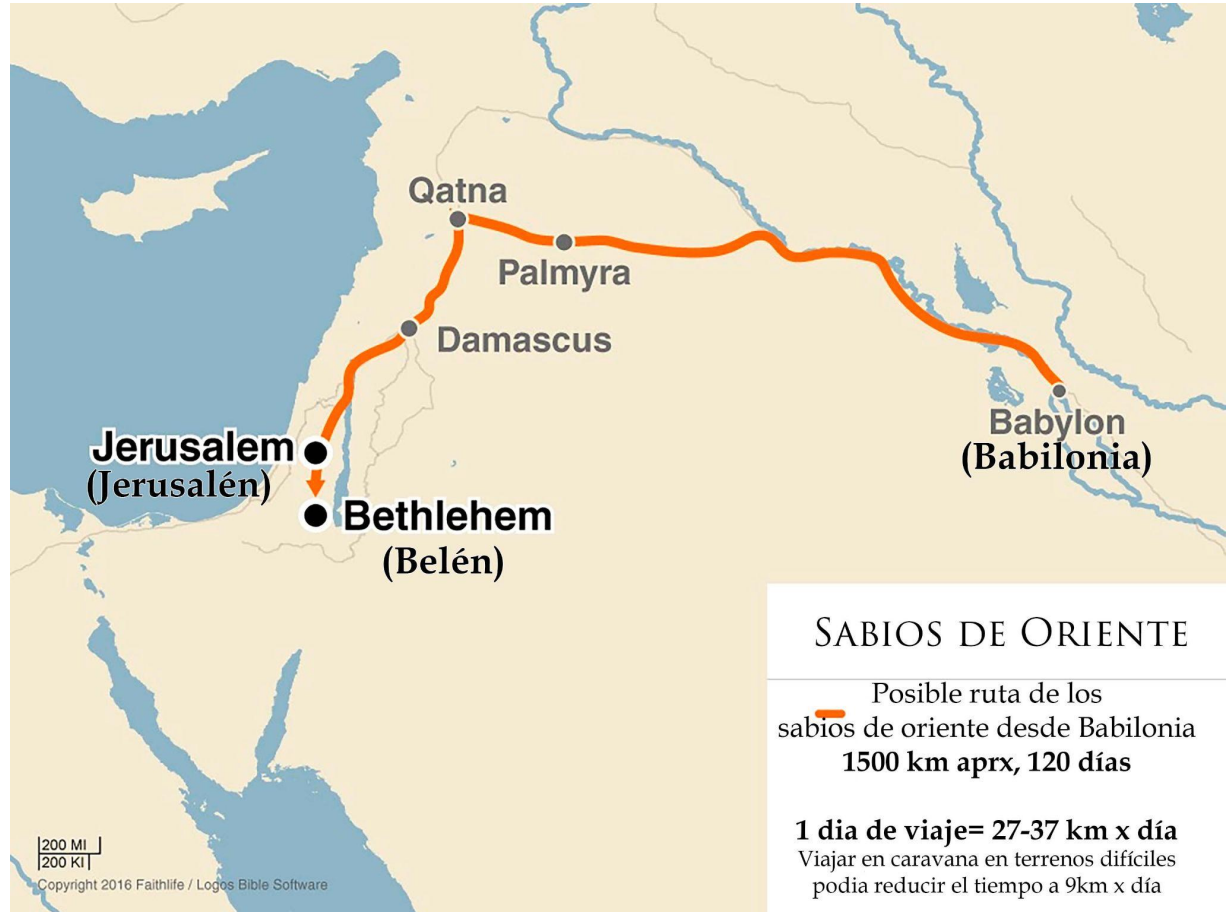 Qatna
Palmyra
Damascus
Jerusalem
(Jerusalén)
Bethlehem
(Belén)
Babylon
(Babilonia)
SABIOS DE ORIENTE
Posible ruta de los
sabios de oriente desde Babilonia
1500 km aprx, 120 días
1 dia de viaje= 27-37 km x día
Viajar en caravana en terrenos difíciles
podia reducir el tiempo a 9km x día
200 MI
200 KI
Copyright 2016 Faithlife / Logos Bible Software